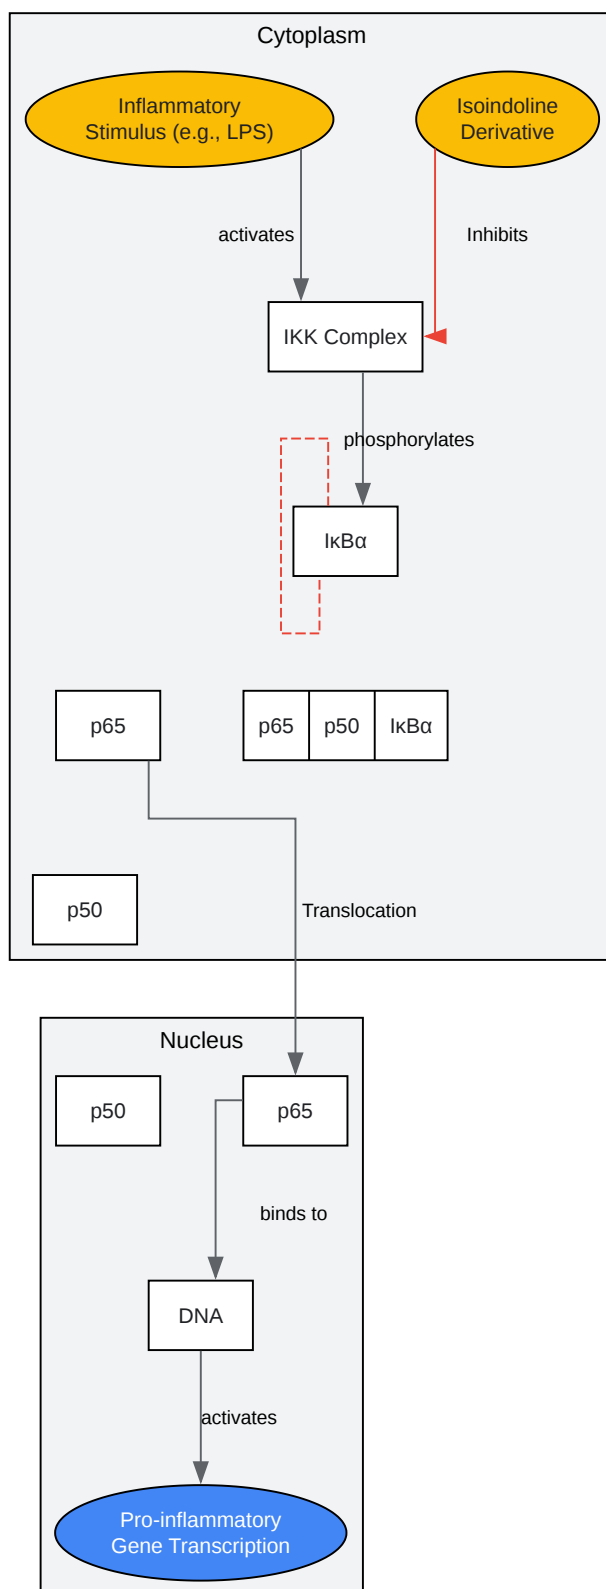 Cytoplasm
Inflammatory
Stimulus (e.g., LPS)
Isoindoline
Derivative
activates
Inhibits
IKK Complex
phosphorylates
IκBα
p65
p65
p50
IκBα
p50
Translocation
Nucleus
p50
p65
binds to
DNA
activates
Pro-inflammatory
Gene Transcription